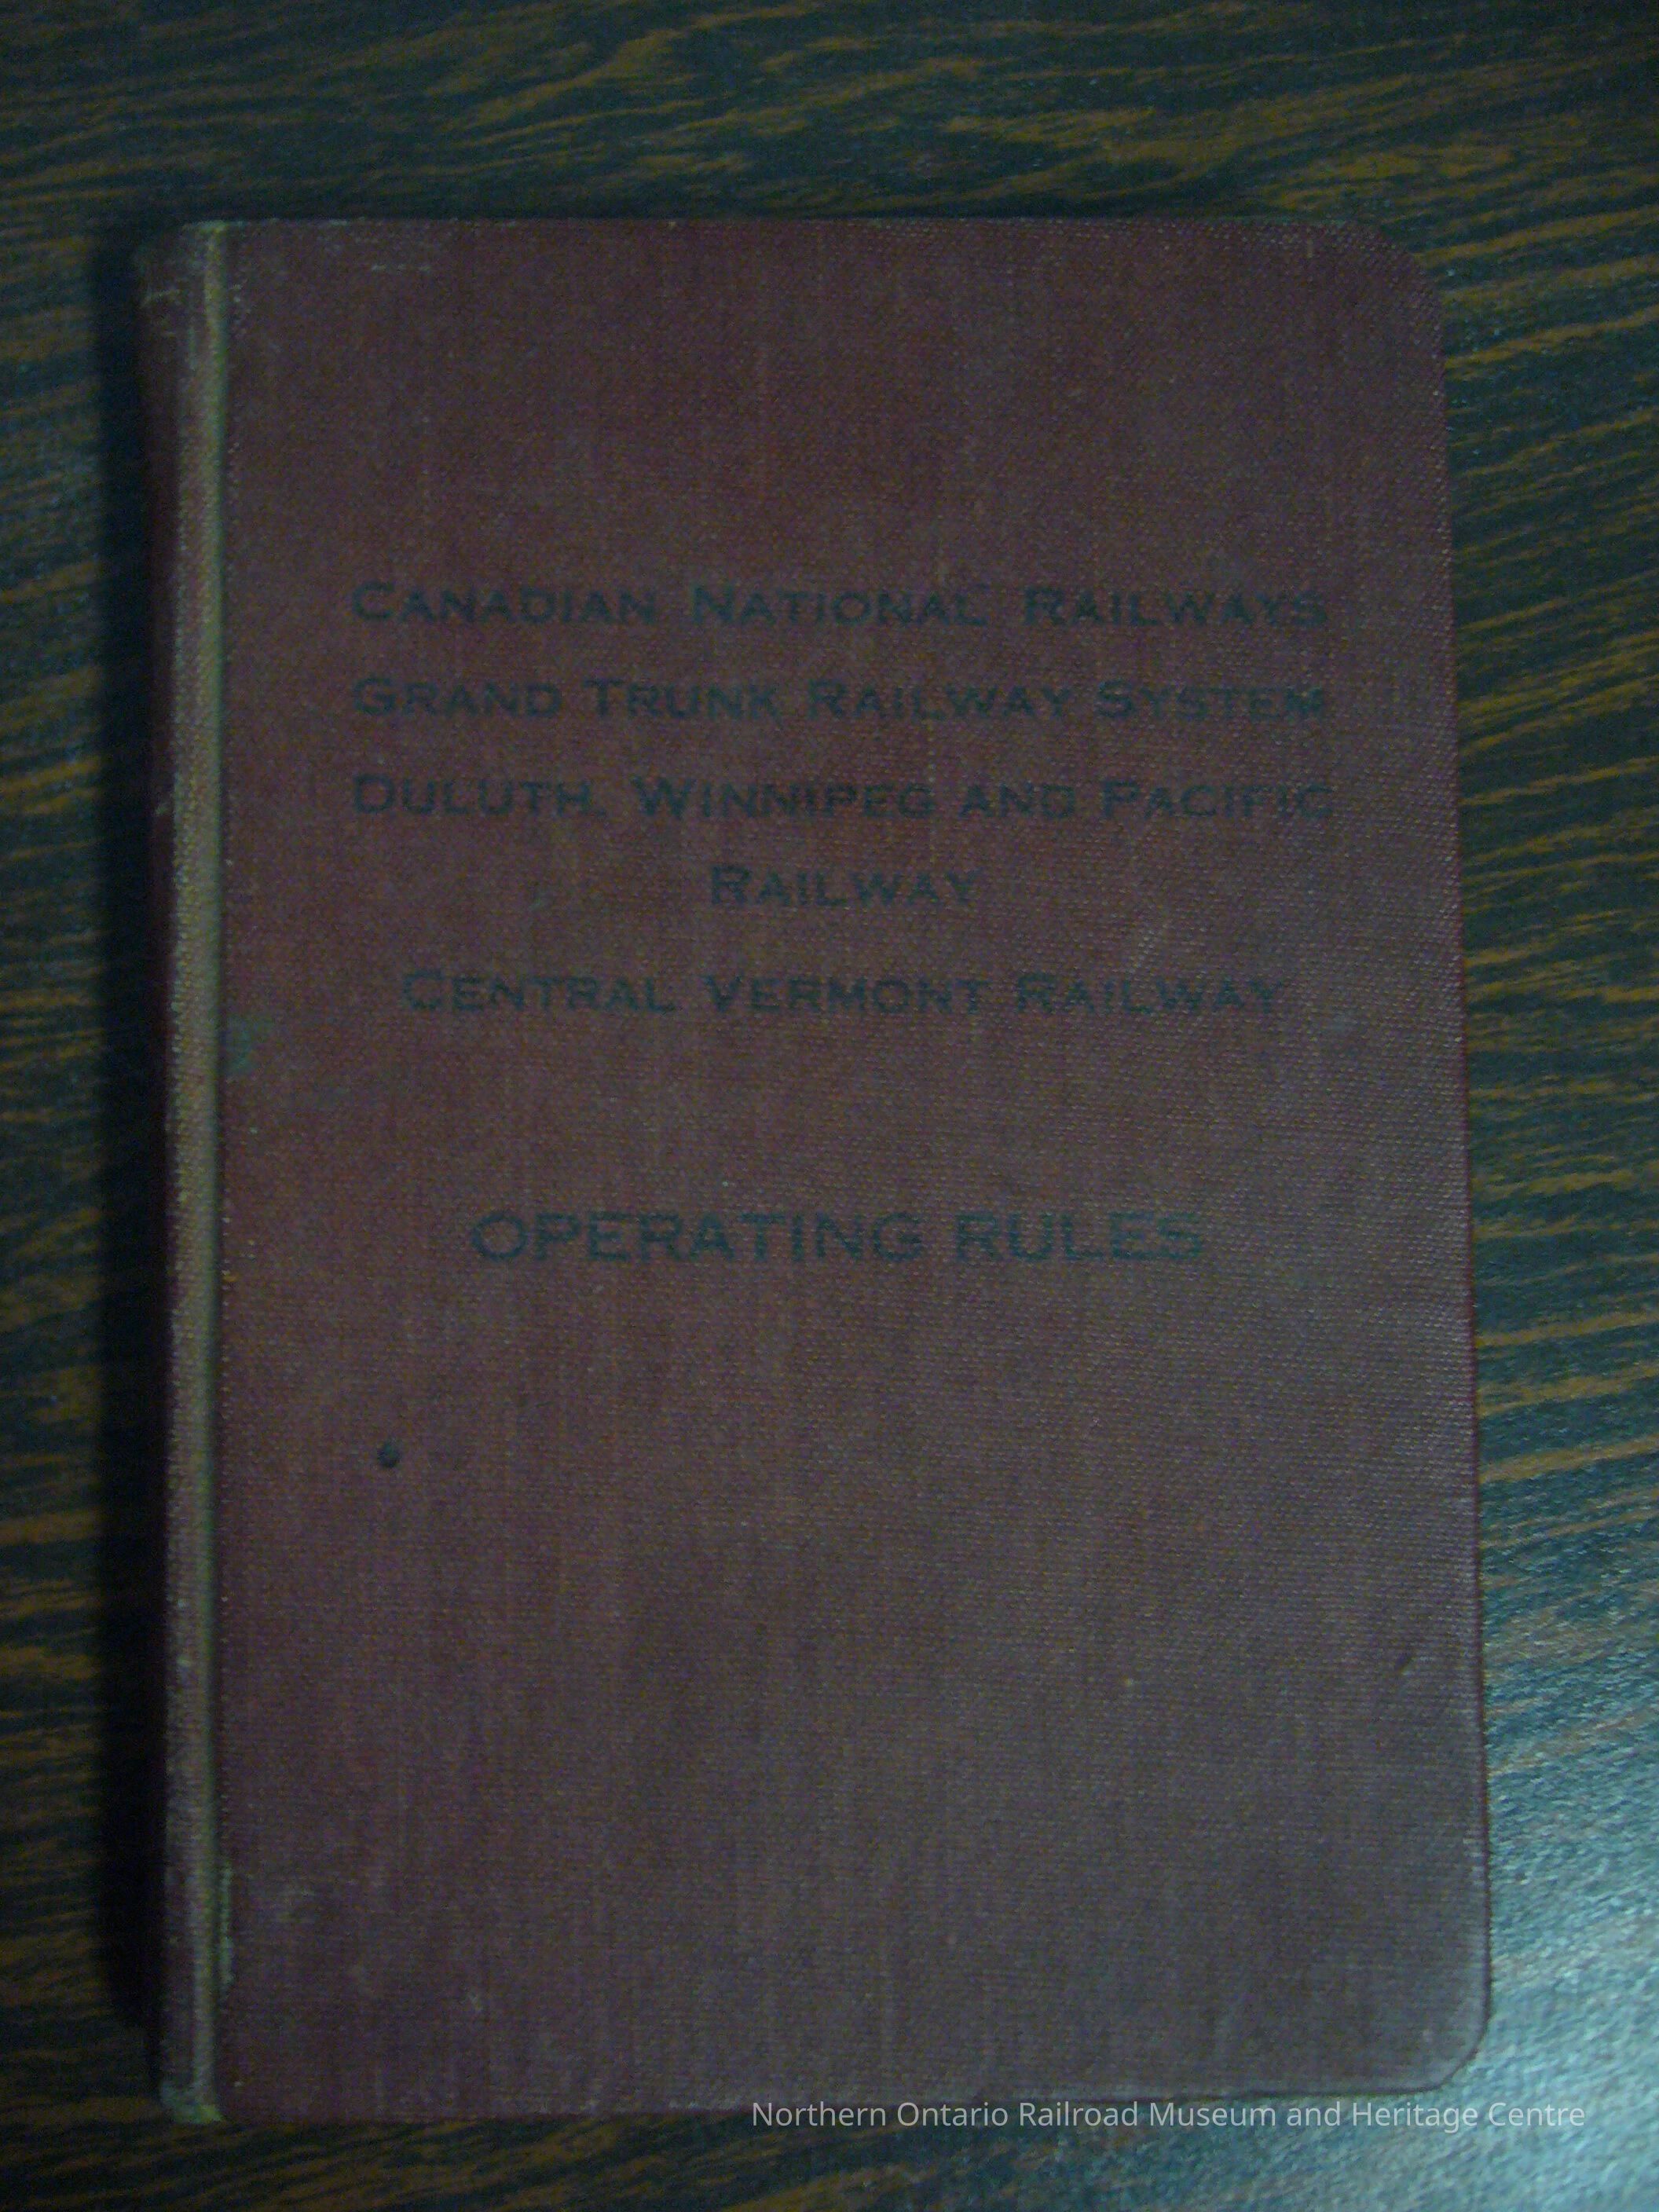 CANADIAN NATIONAL RAILWAYS
GRAND TRUNK RAILWAY SYSTEM
DULUTH, WINNIPEG AND PACIFIC
RAILWAY
CENTRAL VERMONT RAILWAY
OPERATING RULES
Northern Ontario Railroad Museum and Heritage Centre